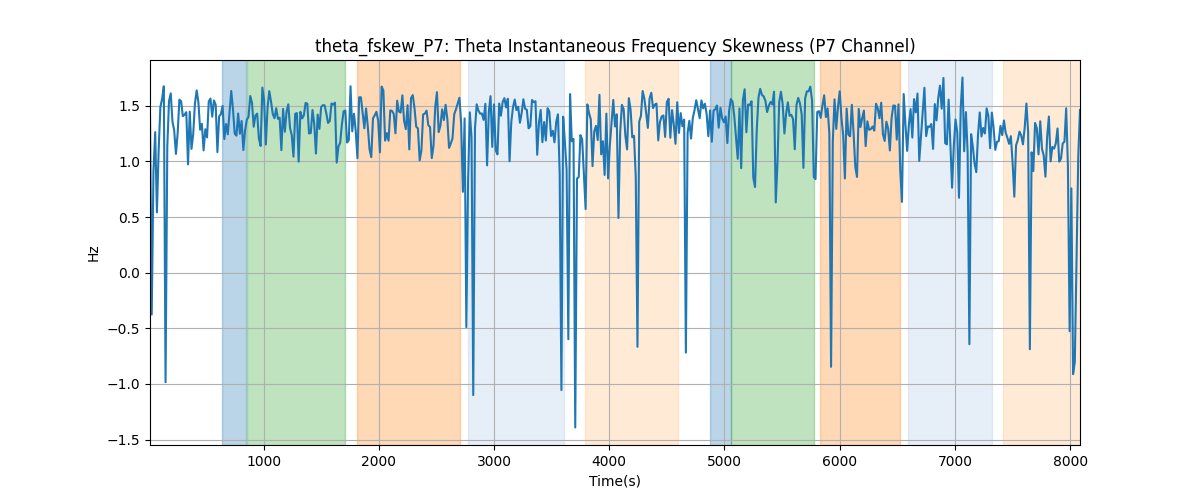 theta_fskew_P7: Theta Instantaneous Frequency Skewness (P7 Channel)
1.5
1.0
0.5
0.0
−0.5
−1.0
−1.5
Hz
1000 2000 3000 4000 5000 6000 7000 8000
Time(s)